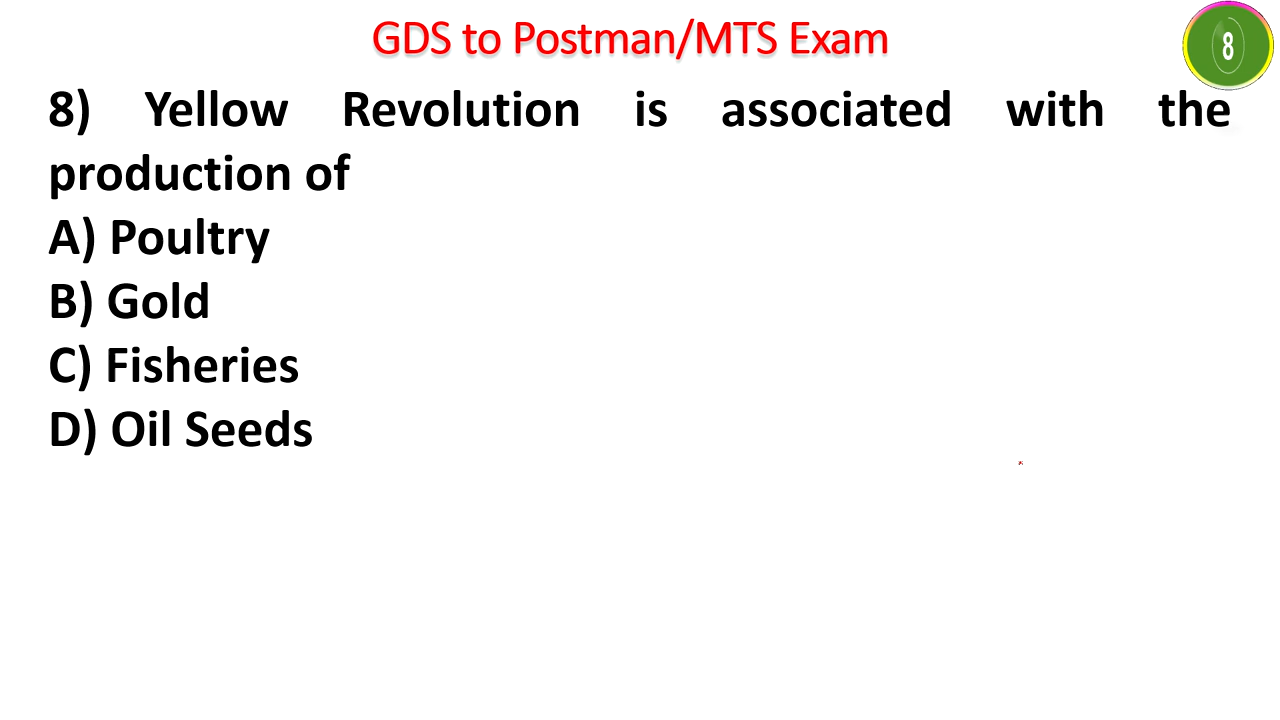 GDS to Postman/MTS Exam
8
8) Yellow Revolution is associated with the
production of
A) Poultry
B) Gold
C) Fisheries
D) Oil Seeds